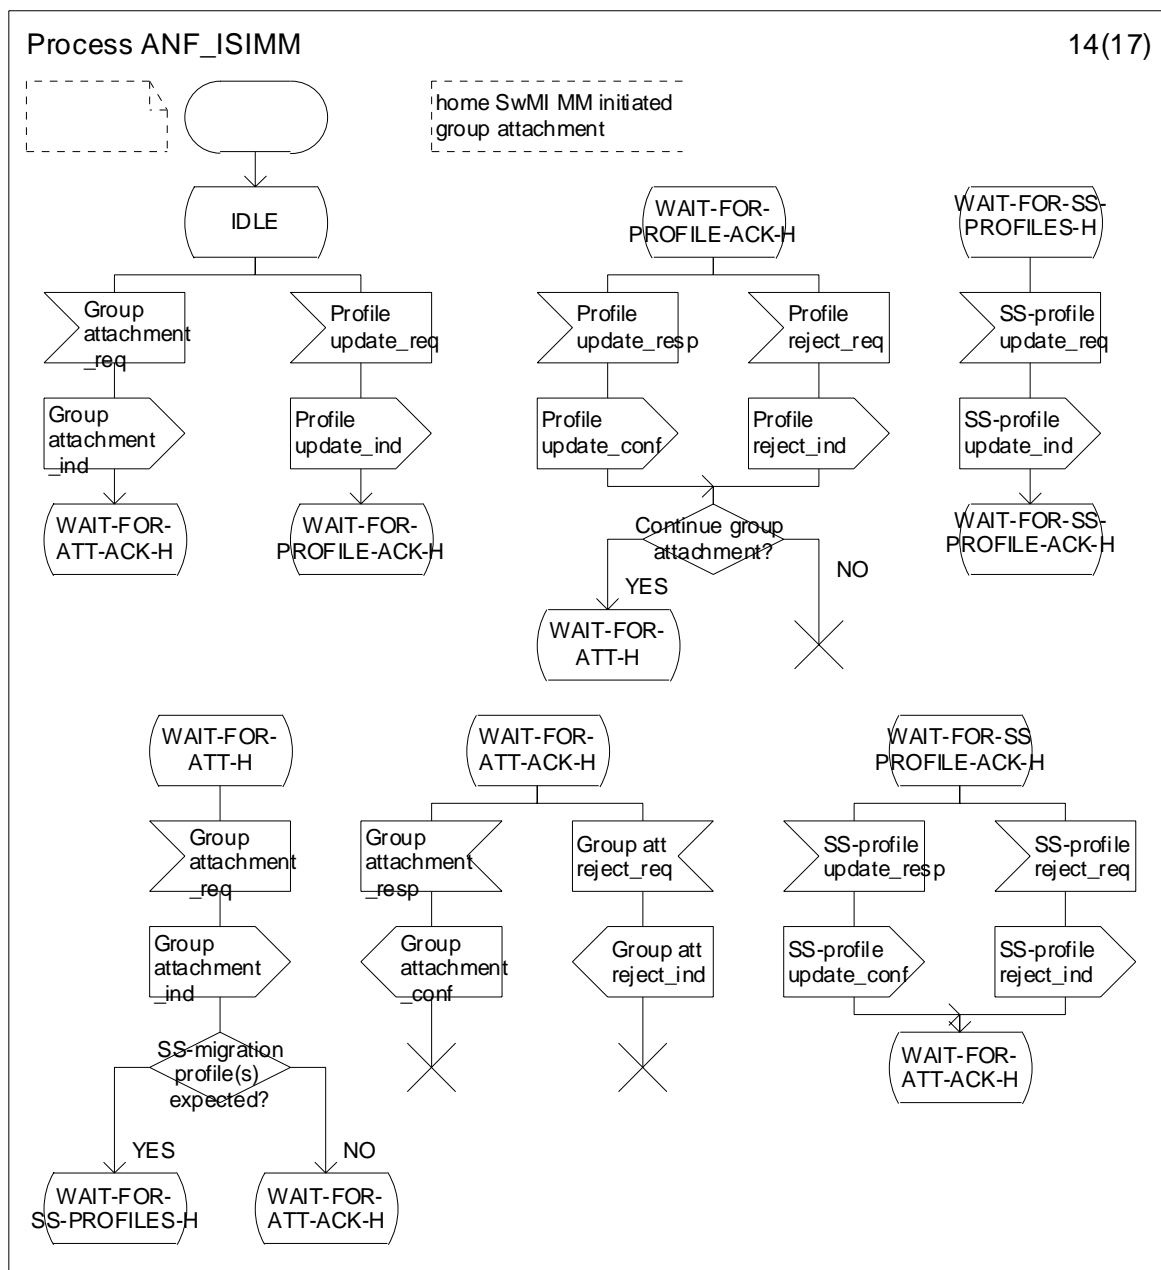 Process ANF_ISIMM
14(17)
home SwMI MM initiated
group attachment
IDLE
WAIT-FOR-
PROFILE-ACK-H
WAIT-FOR-SS-
PROFILES-H
Group
attachment
_req
Profile
update_req
Profile
update_resp
Profile
reject_req
SS-profile
update_req
Group
attachment
_ind
Profile
update_ind
Profile
update_conf
Profile
reject_ind
SS-profile
update_ind
WAIT-FOR-
ATT-ACK-H
WAIT-FOR-
PROFILE-ACK-H
Continue group
attachment?
WAIT-FOR-SS-
PROFILE-ACK-H
YES
NO
WAIT-FOR-
ATT-H
WAIT-FOR-
ATT-H
WAIT-FOR-
ATT-ACK-H
WAIT-FOR-SS
PROFILE-ACK-H
Group
attachment
_req
Group
attachment
_resp
Group att
reject_req
SS-profile
update_resp
SS-profile
reject_req
Group
attachment
_ind
Group
attachment
_conf
Group att
reject_ind
SS-profile
update_conf
SS-profile
reject_ind
SS-migration
profile(s)
expected?
WAIT-FOR-
ATT-ACK-H
YES
NO
WAIT-FOR-
SS-PROFILES-H
WAIT-FOR-
ATT-ACK-H